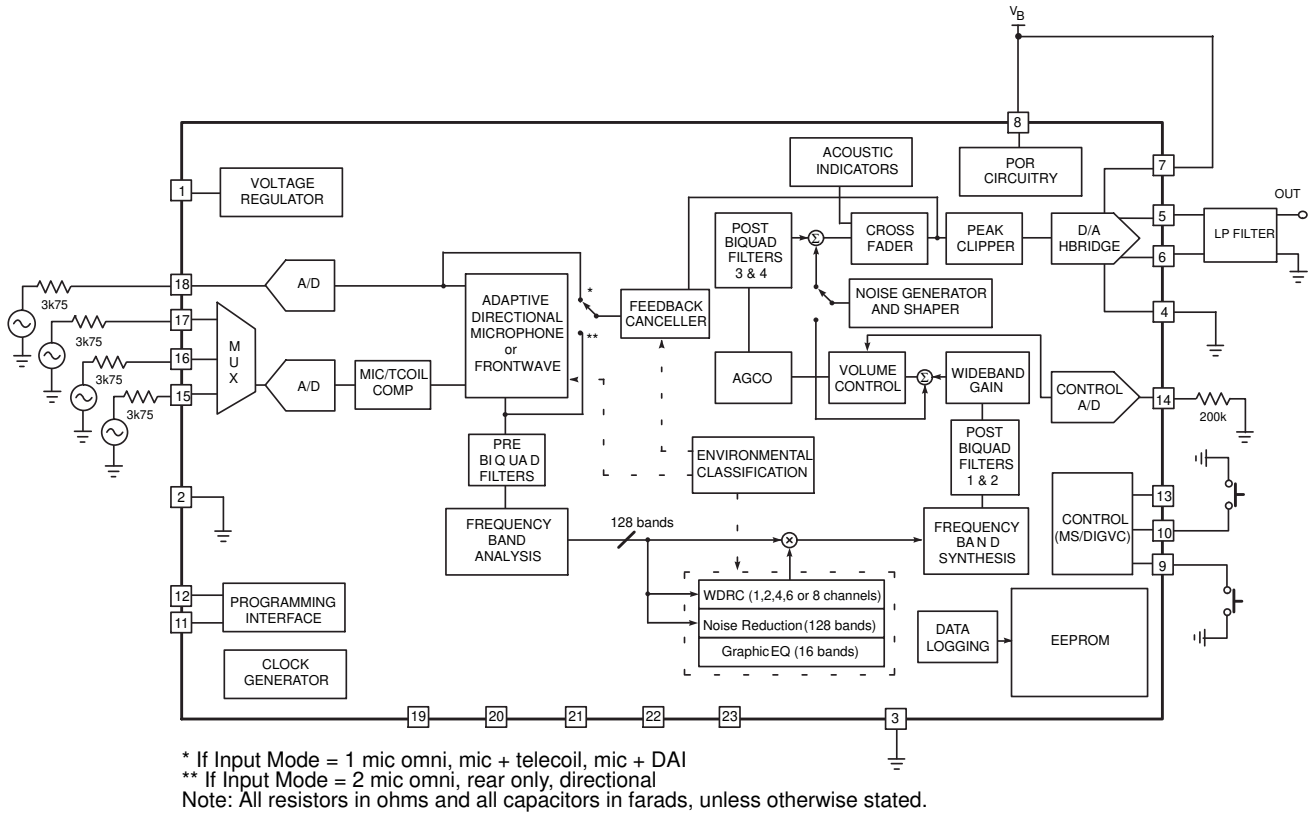 VB
8
ACOUSTIC
INDICATORS
POR
CIRCUITRY
7
1
VOLTAGE
REGULATOR
OUT
5
POST
BIQUAD
FILTERS
3 & 4
Σ
CROSS
FADER
PEAK
CLIPPER
D/A
HBRIDGE
LP FILTER
6
18
A/D
3k75
ADAPTIVE
DIRECTIONAL
MICROPHONE
or
FRONTWAVE
*
**
FEEDBACK
CANCELLER
NOISE GENERATOR
AND SHAPER
4
17
3k75
MUX
16
3k75
A/D
MIC/TCOIL
COMP
AGCO
VOLUME
CONTROL
Σ
WIDEBAND
GAIN
CONTROL
A/D
14
200k
15
3k75
PRE
BIQUAD
FILTERS
ENVIRONMENTAL
CLASSIFICATION
POST
BIQUAD
FILTERS
1 & 2
2
13
CONTROL
(MS/DIGVC)
10
9
FREQUENCY
BAND
ANALYSIS
128 bands
×
FREQUENCY
BAND
SYNTHESIS
12
11
PROGRAMMING
INTERFACE
WDRC (1,2,4,6 or 8 channels)
Noise Reduction (128 bands)
Graphic EQ (16 bands)
DATA
LOGGING
EEPROM
CLOCK
GENERATOR
19
20
21
22
23
3
* If Input Mode = 1 mic omni, mic + telecoil, mic + DAI
** If Input Mode = 2 mic omni, rear only, directional
Note: All resistors in ohms and all capacitors in farads, unless otherwise stated.